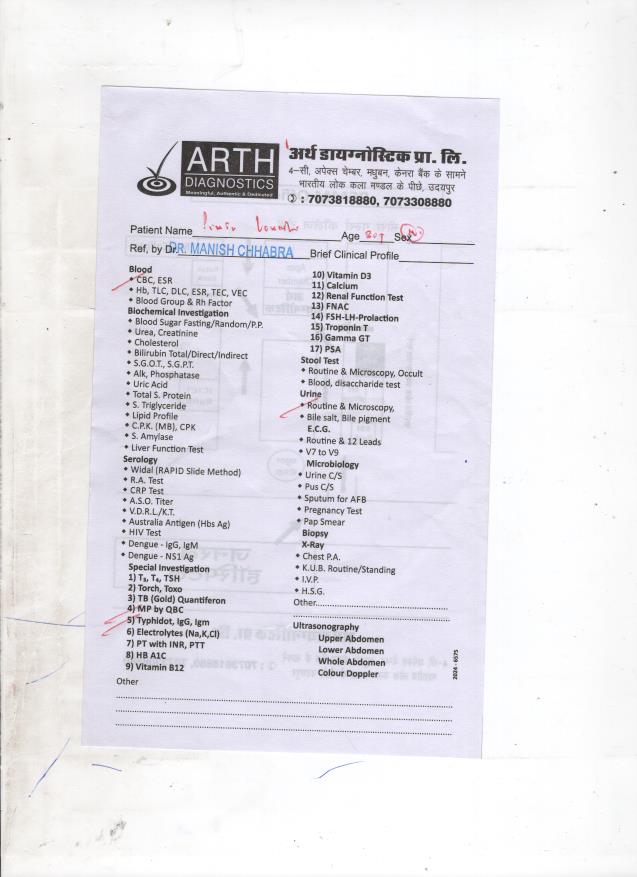 ARTH
DIAGNOSTICS
Meaningful, Authentic & Dedicated
अर्थ डायग्नोस्टिक प्रा. लि.
4-सी, अपेक्स चेम्बर, मधुबन, केनरा बैंक के सामने
भारतीय लोक कला मण्डल के पीछे, उदयपुर
: 7073818880, 7073308880
Patient Name Age Sex
Ref, by Dr. DR. MANISH CHHABRA Brief Clinical Profile
Blood
CBC, ESR
Hb, TLC, DLC, ESR, TEC, VEC
Blood Group & Rh Factor
Biochemical Investigation
Blood Sugar Fasting/Random/P.P.
Urea, Creatinine
Cholesterol
Bilirubin Total/Direct/Indirect
S.G.O.T., S.G.P.T.
Alk, Phosphatase
Uric Acid
Total S. Protein
S. Triglyceride
Lipid Profile
C.P.K. (MB), CPK
S. Amylase
Liver Function Test
Serology
Widal (RAPID Slide Method)
R.A. Test
CRP Test
A.S.O. Titer
V.D.R.L./K.T.
Australia Antigen (Hbs Ag)
HIV Test
Dengue - IgG, IgM
Dengue - NS1 Ag
Special Investigation
1) T₃, T₄, TSH
2) Torch, Toxo
3) TB (Gold) Quantiferon
4) MP by QBC
5) Typhidot, IgG, Igm
6) Electrolytes (Na,K,Cl)
7) PT with INR, PTT
8) HB A1C
9) Vitamin B12
10) Vitamin D3
11) Calcium
12) Renal Function Test
13) FNAC
14) FSH-LH-Prolaction
15) Troponin T
16) Gamma GT
17) PSA
Stool Test
Routine & Microscopy, Occult
Blood, disaccharide test
Urine
Routine & Microscopy,
Bile salt, Bile pigment
E.C.G.
Routine & 12 Leads
V7 to V9
Microbiology
Urine C/S
Pus C/S
Sputum for AFB
Pregnancy Test
Pap Smear
Biopsy
X-Ray
Chest P.A.
K.U.B. Routine/Standing
I.V.P.
H.S.G.
Other
Ultrasonography
Upper Abdomen
Lower Abdomen
Whole Abdomen
Colour Doppler
2024 - 6575
Other